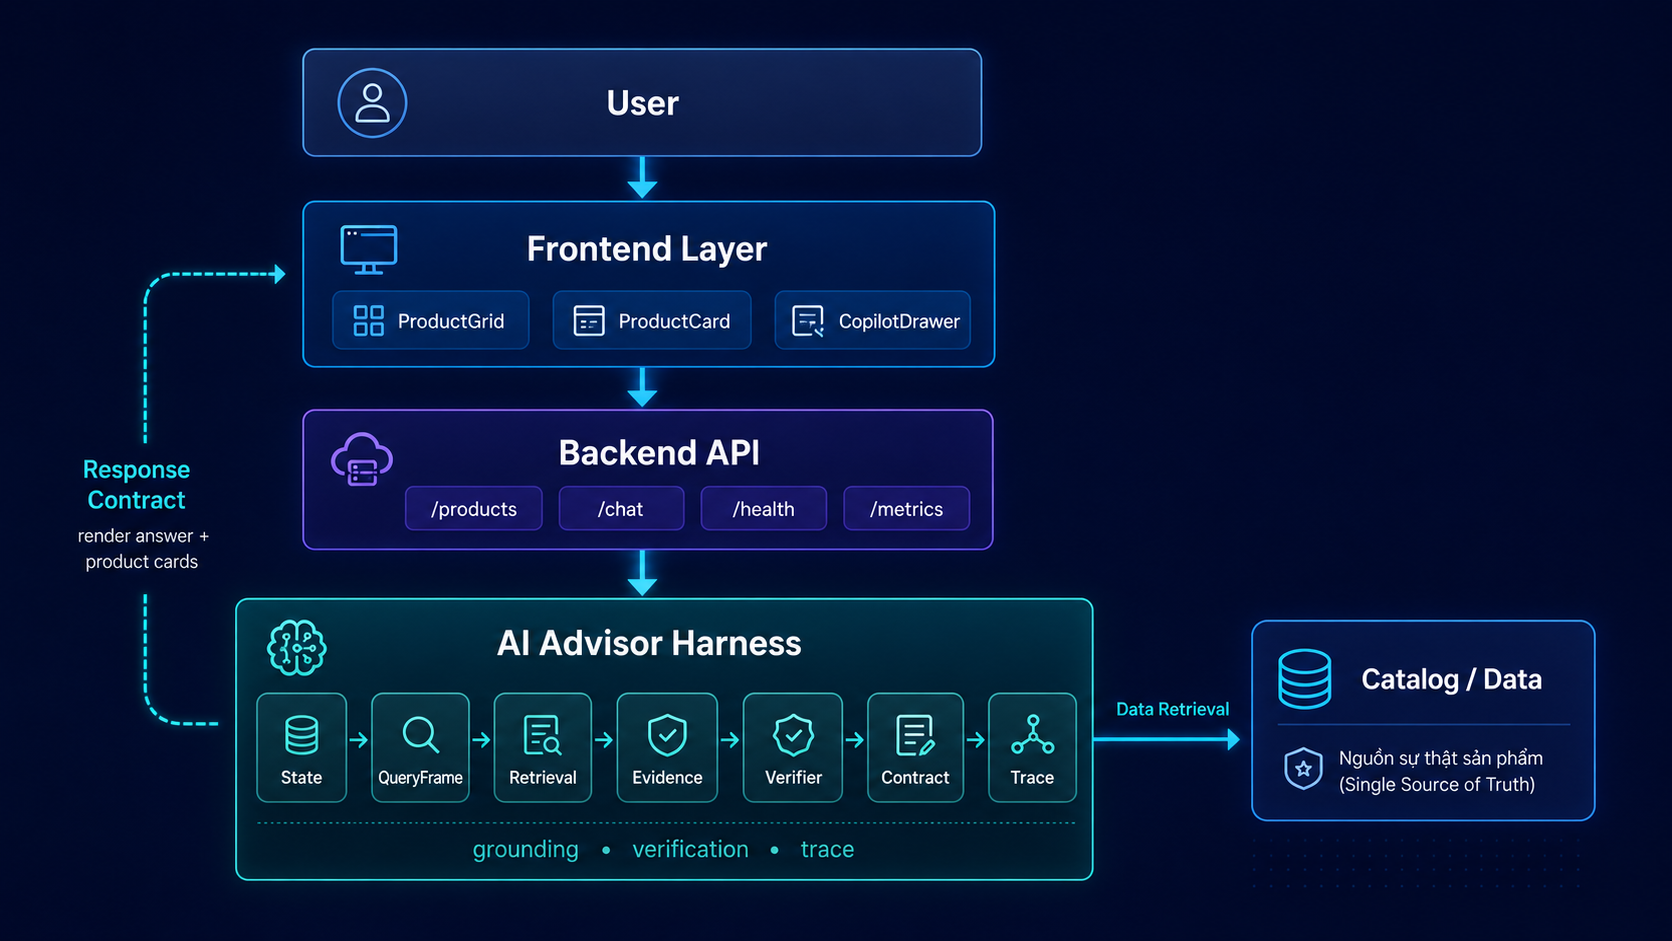 User
Frontend Layer
ProductGrid
ProductCard
CopilotDrawer
Backend API
/products
/chat
/health
/metrics
Response
Contract
render answer +
product cards
AI Advisor Harness
State
QueryFrame
Retrieval
Evidence
Verifier
Contract
Trace
grounding • verification • trace
Data Retrieval
Catalog / Data
Nguồn sự thật sản phẩm
(Single Source of Truth)